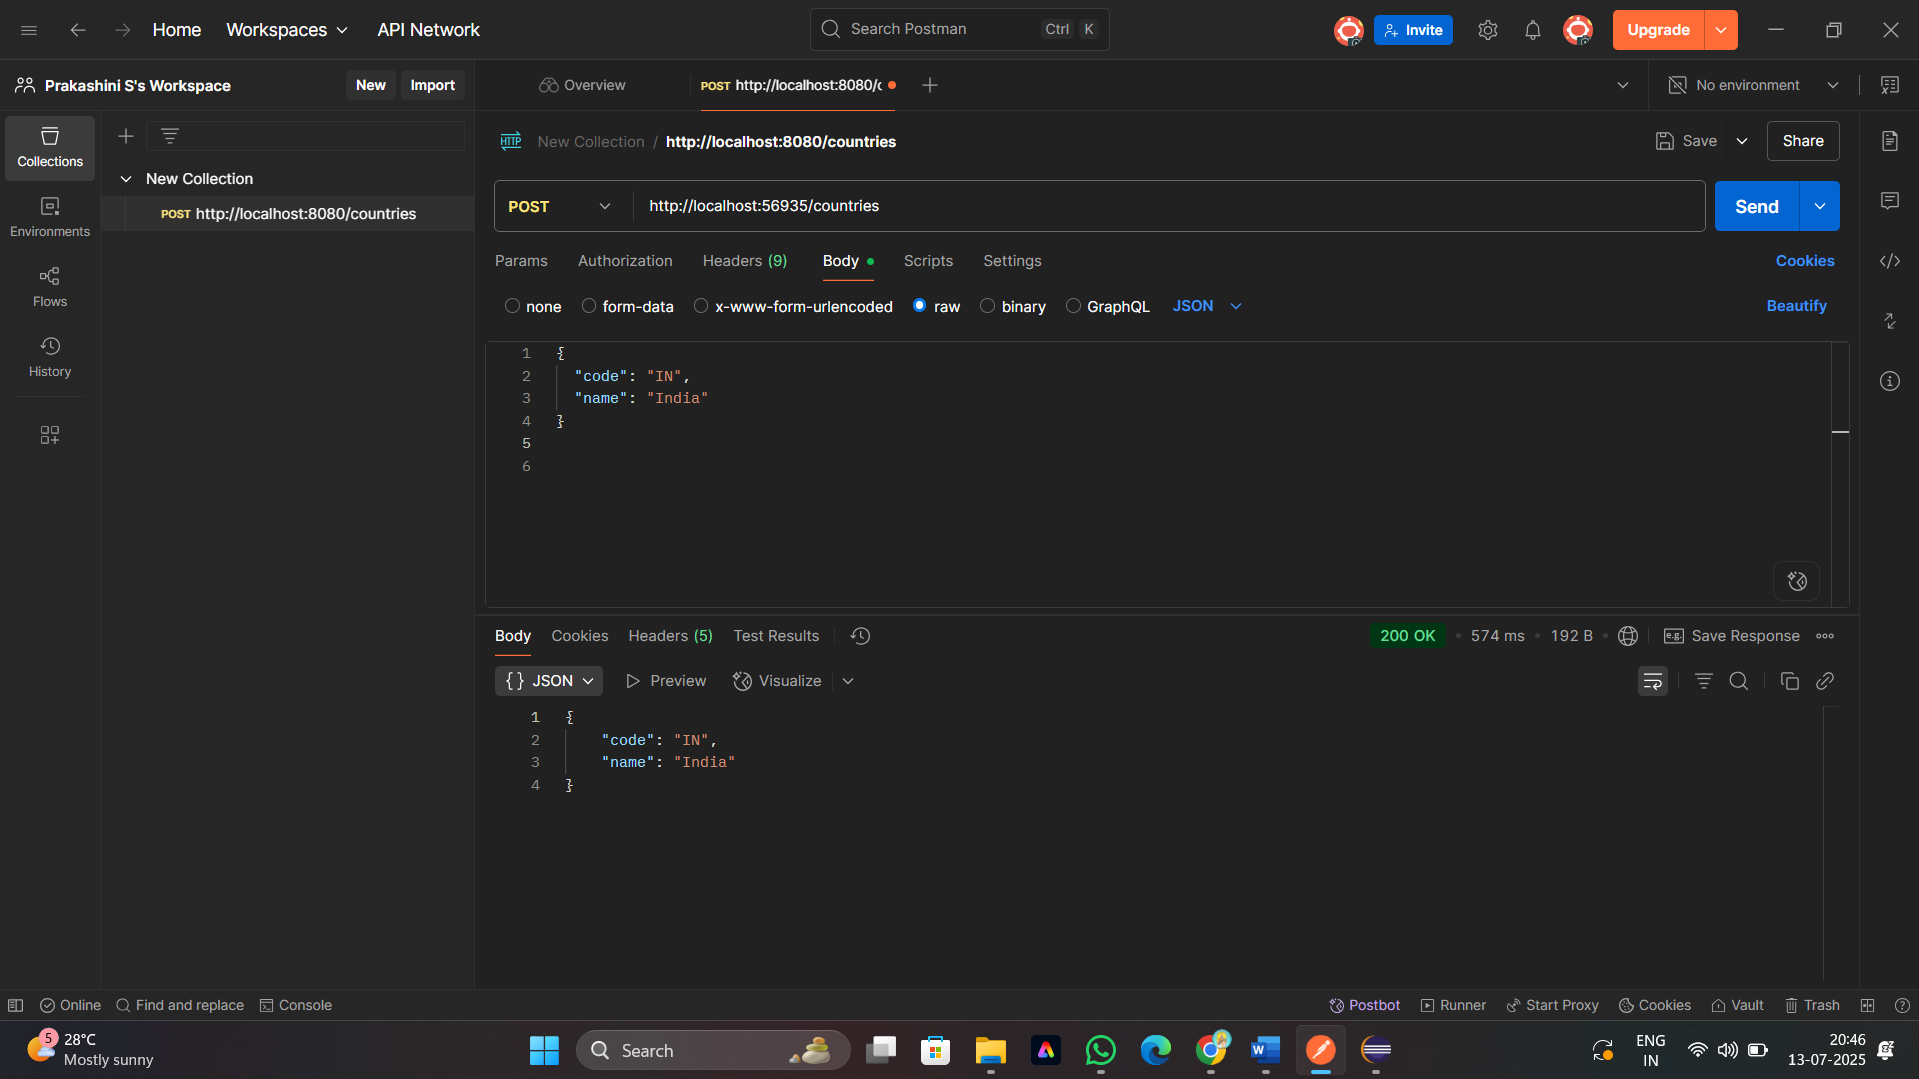 Home Workspaces API Network Search Postman Ctrl K Invite Upgrade
Prakashini S's Workspace New Import Overview POST http://localhost:8080/c No environment
Collections
Environments
Flows
History
New Collection
POST http://localhost:8080/countries
HTTP New Collection / http://localhost:8080/countries Save Share
POST http://localhost:56935/countries Send
Params Authorization Headers (9) Body Scripts Settings Cookies
none form-data x-www-form-urlencoded raw binary GraphQL JSON Beautify
1 {
2 "code": "IN",
3 "name": "India"
4 }
5
6
Body Cookies Headers (5) Test Results 200 OK • 574 ms • 192 B • e.g. Save Response
{} JSON Preview Visualize
1 {
2 "code": "IN",
3 "name": "India"
4 }
Online Find and replace Console Postbot Runner Start Proxy Cookies Vault Trash
5 28°C
Mostly sunny
Search
W
ENG
IN
20:46
13-07-2025